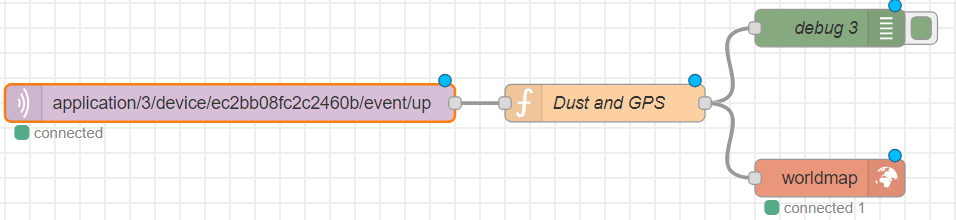 debug 3
application/3/device/ec2bb08fc2c2460b/event/up
Dust and GPS
connected
worldmap
connected 1